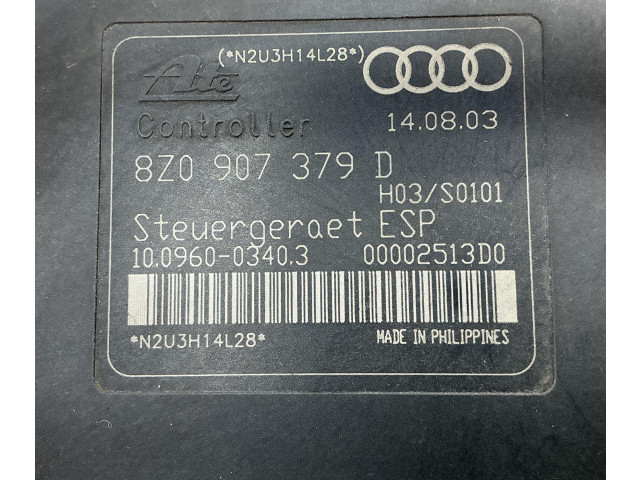 (*N2U3H14L28*)
Ate
Controller 14.08.03
8Z0 907 379 D
H03/S0101
Steuergeraet ESP
10.0960-0340.3 00002513D0
*N2U3H14L28* MADE IN PHILIPPINES